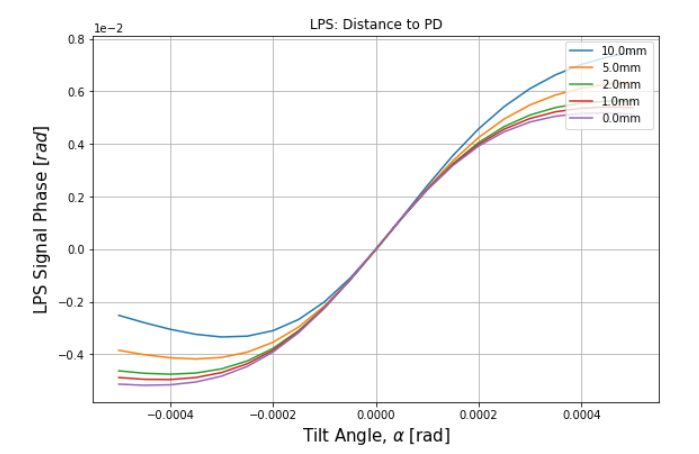 LPS: Distance to PD
1e−2
0.8
0.6
0.4
0.2
0.0
−0.2
−0.4
LPS Signal Phase [rad]
10.0mm
5.0mm
2.0mm
1.0mm
0.0mm
−0.0004 −0.0002 0.0000 0.0002 0.0004
Tilt Angle, α [rad]